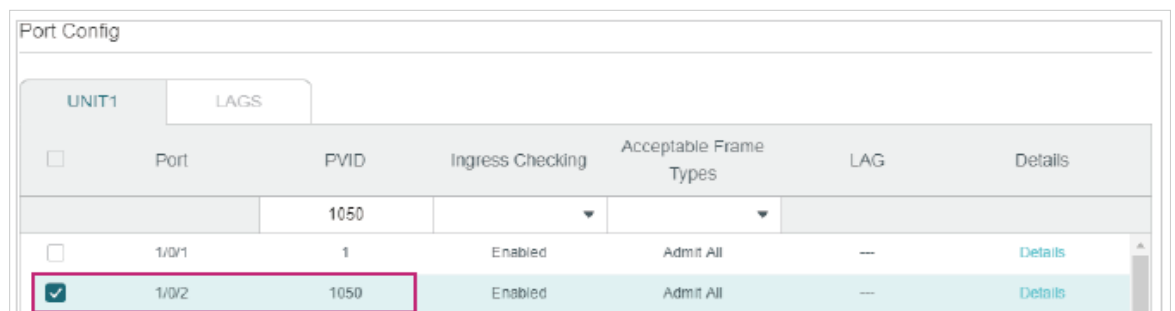 Port Config
UNIT1 LAGS
Port PVID Ingress Checking Acceptable Frame Types LAG Details
1050
1/0/1 1 Enabled Admit All --- Details
1/0/2 1050 Enabled Admit All --- Details